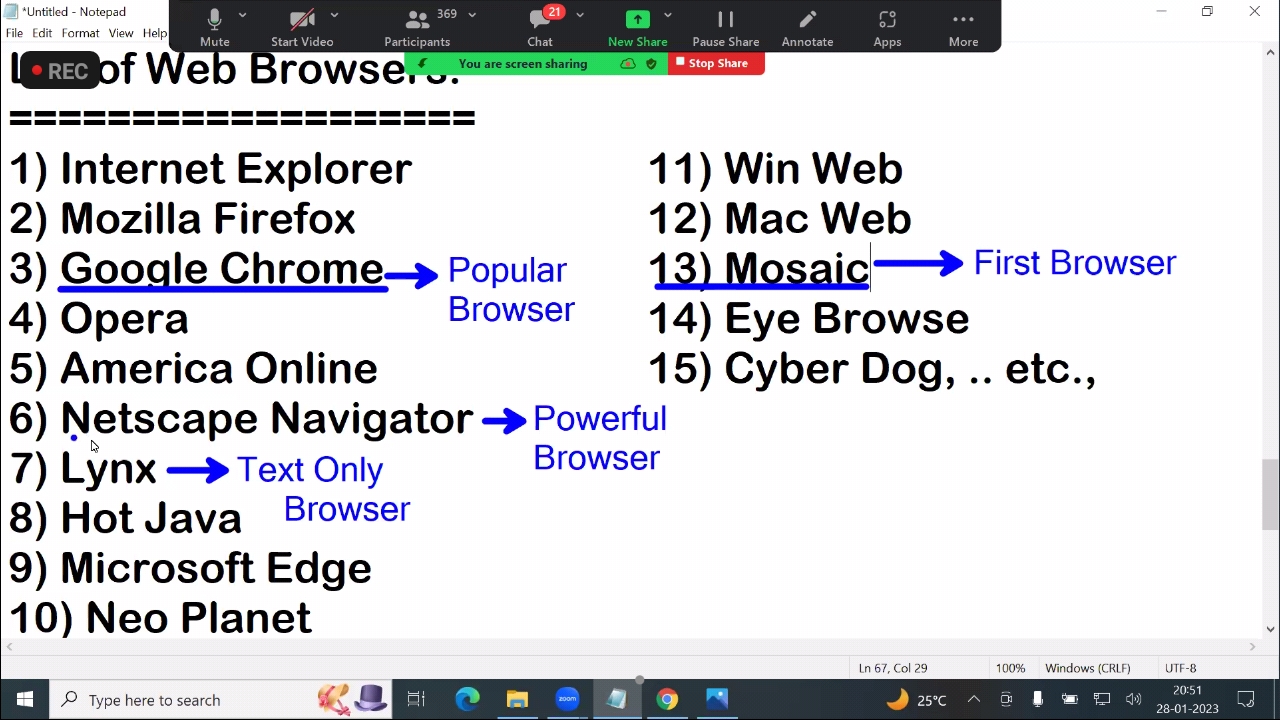 *Untitled - Notepad
File Edit Format View Help
Mute
Start Video
Participants 369
Chat 21
New Share
Pause Share
Annotate
Apps
More
You are screen sharing
Stop Share
REC
of Web Browsers:
===================
1) Internet Explorer
2) Mozilla Firefox
3) Google Chrome Popular Browser
4) Opera
5) America Online
6) Netscape Navigator Powerful Browser
7) Lynx Text Only Browser
8) Hot Java
9) Microsoft Edge
10) Neo Planet
11) Win Web
12) Mac Web
13) Mosaic First Browser
14) Eye Browse
15) Cyber Dog, .. etc.,
Ln 67, Col 29 100% Windows (CRLF) UTF-8
Type here to search
zoom
25°C
20:51
28-01-2023